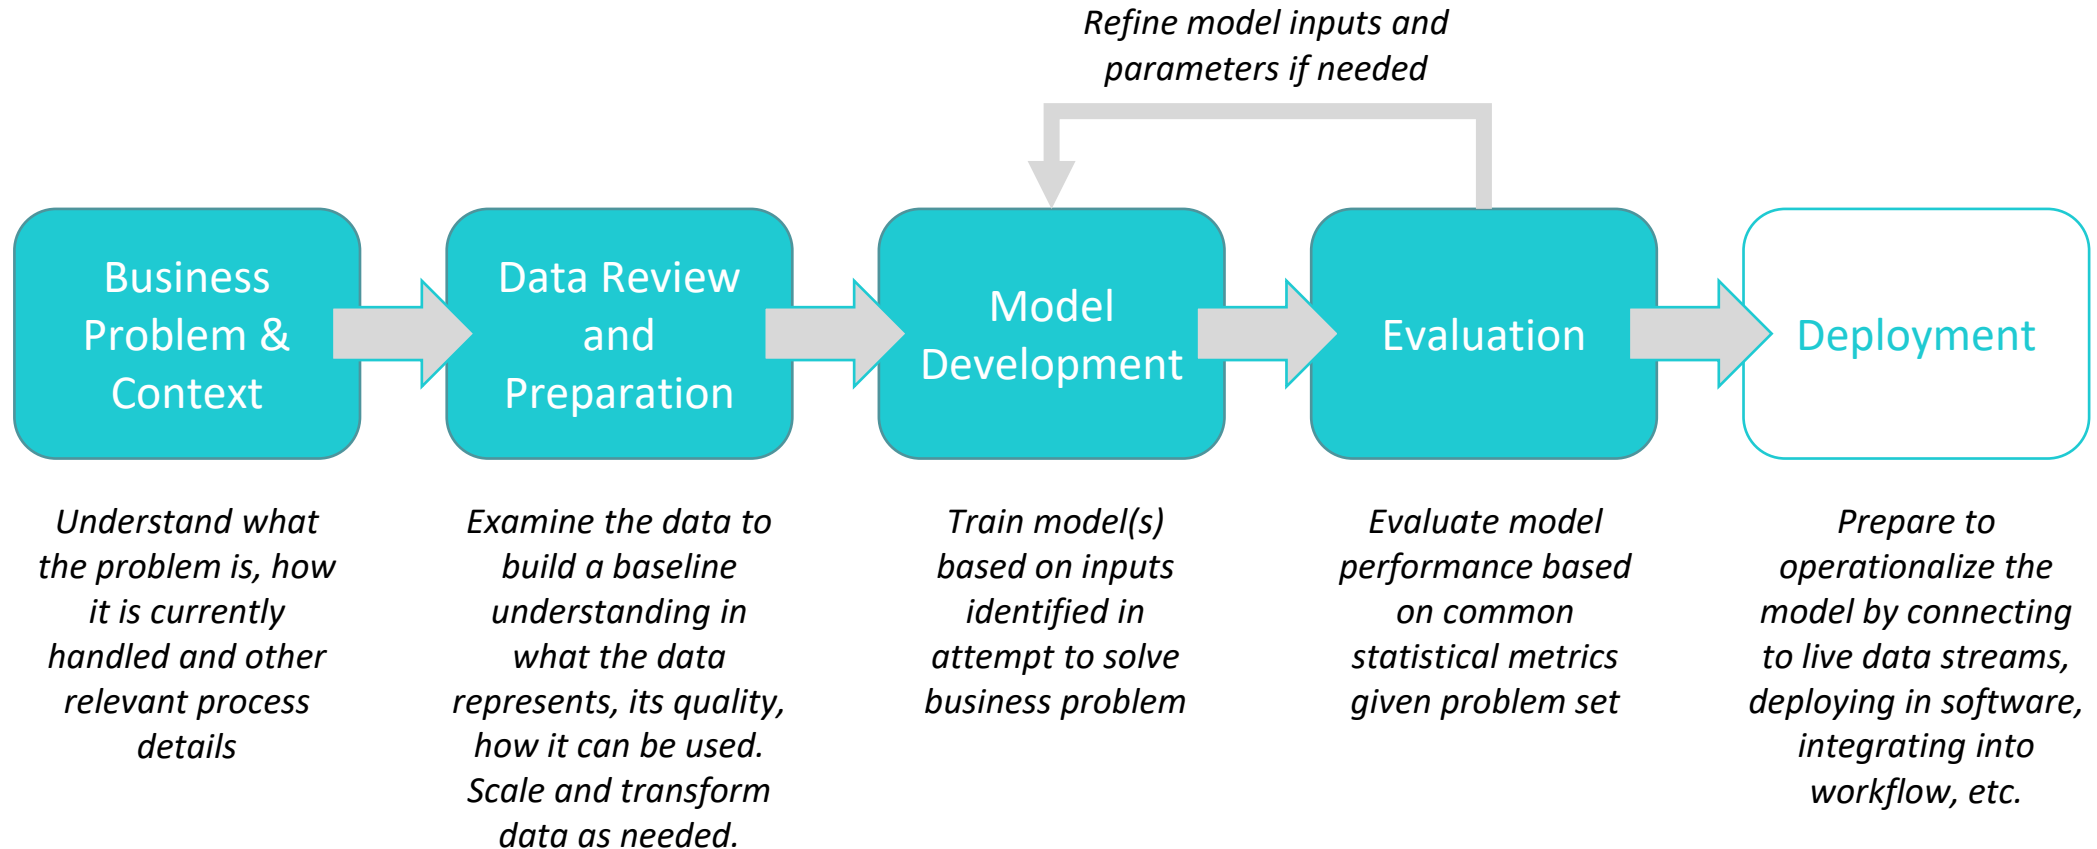 Refine model inputs and
parameters if needed
Business
Problem &
Context
Data Review
and
Preparation
Model
Development
Evaluation
Deployment
Understand what
the problem is, how
it is currently
handled and other
relevant process
details
Examine the data to
build a baseline
understanding in
what the data
represents, its quality,
how it can be used.
Scale and transform
data as needed.
Train model(s)
based on inputs
identified in
attempt to solve
business problem
Evaluate model
performance based
on common
statistical metrics
given problem set
Prepare to
operationalize the
model by connecting
to live data streams,
deploying in software,
integrating into
workflow, etc.